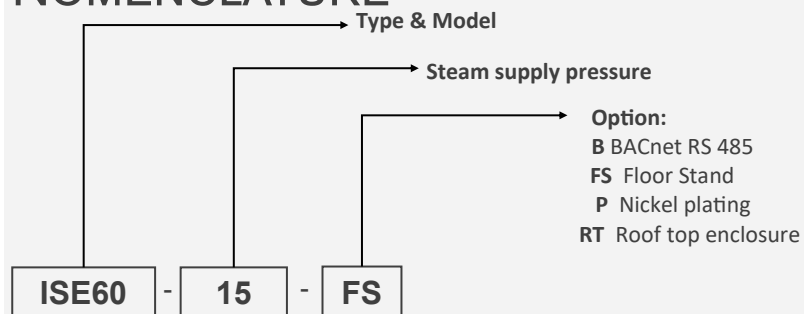 NOMENCLATURE
Type & Model
Steam supply pressure
Option:
B BACnet RS 485
FS Floor Stand
P Nickel plating
RT Roof top enclosure
ISE60 - 15 - FS